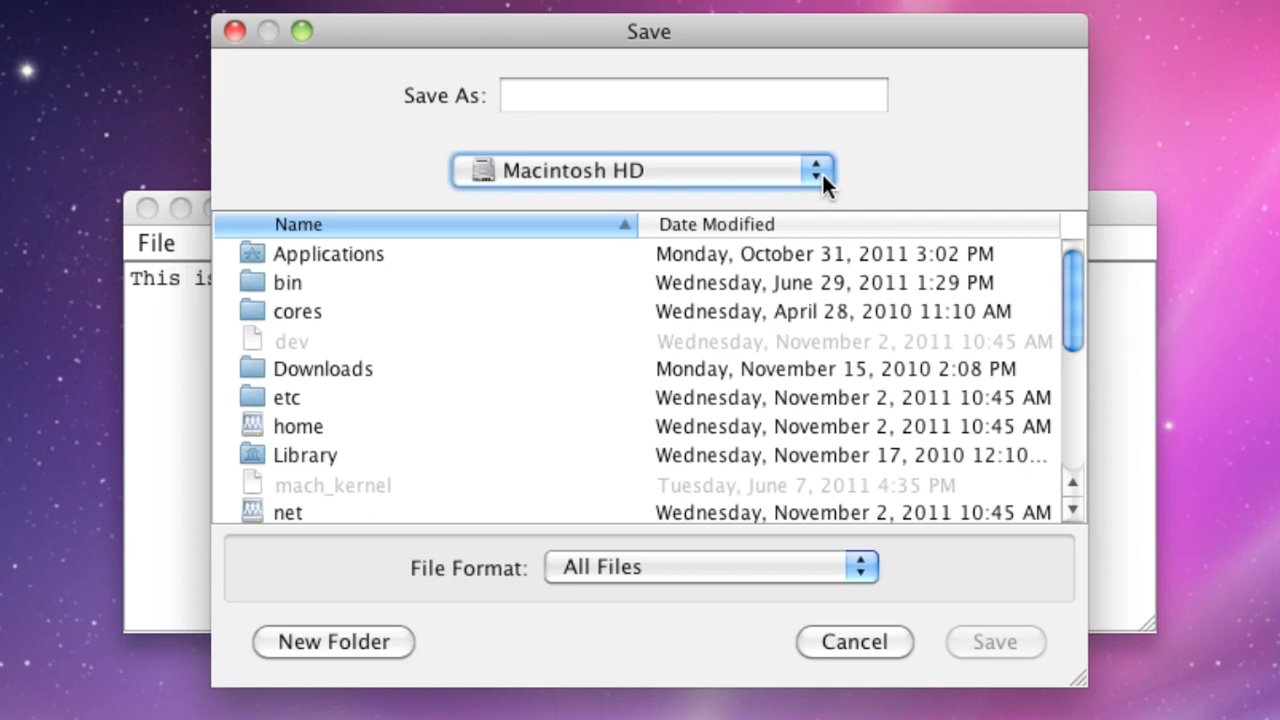 Save
Save As:
Macintosh HD
File
This is
Name Date Modified
Applications Monday, October 31, 2011 3:02 PM
bin Wednesday, June 29, 2011 1:29 PM
cores Wednesday, April 28, 2010 11:10 AM
dev Wednesday, November 2, 2011 10:45 AM
Downloads Monday, November 15, 2010 2:08 PM
etc Wednesday, November 2, 2011 10:45 AM
home Wednesday, November 2, 2011 10:45 AM
Library Wednesday, November 17, 2010 12:10...
mach_kernel Tuesday, June 7, 2011 4:35 PM
net Wednesday, November 2, 2011 10:45 AM
File Format: All Files
New Folder Cancel Save